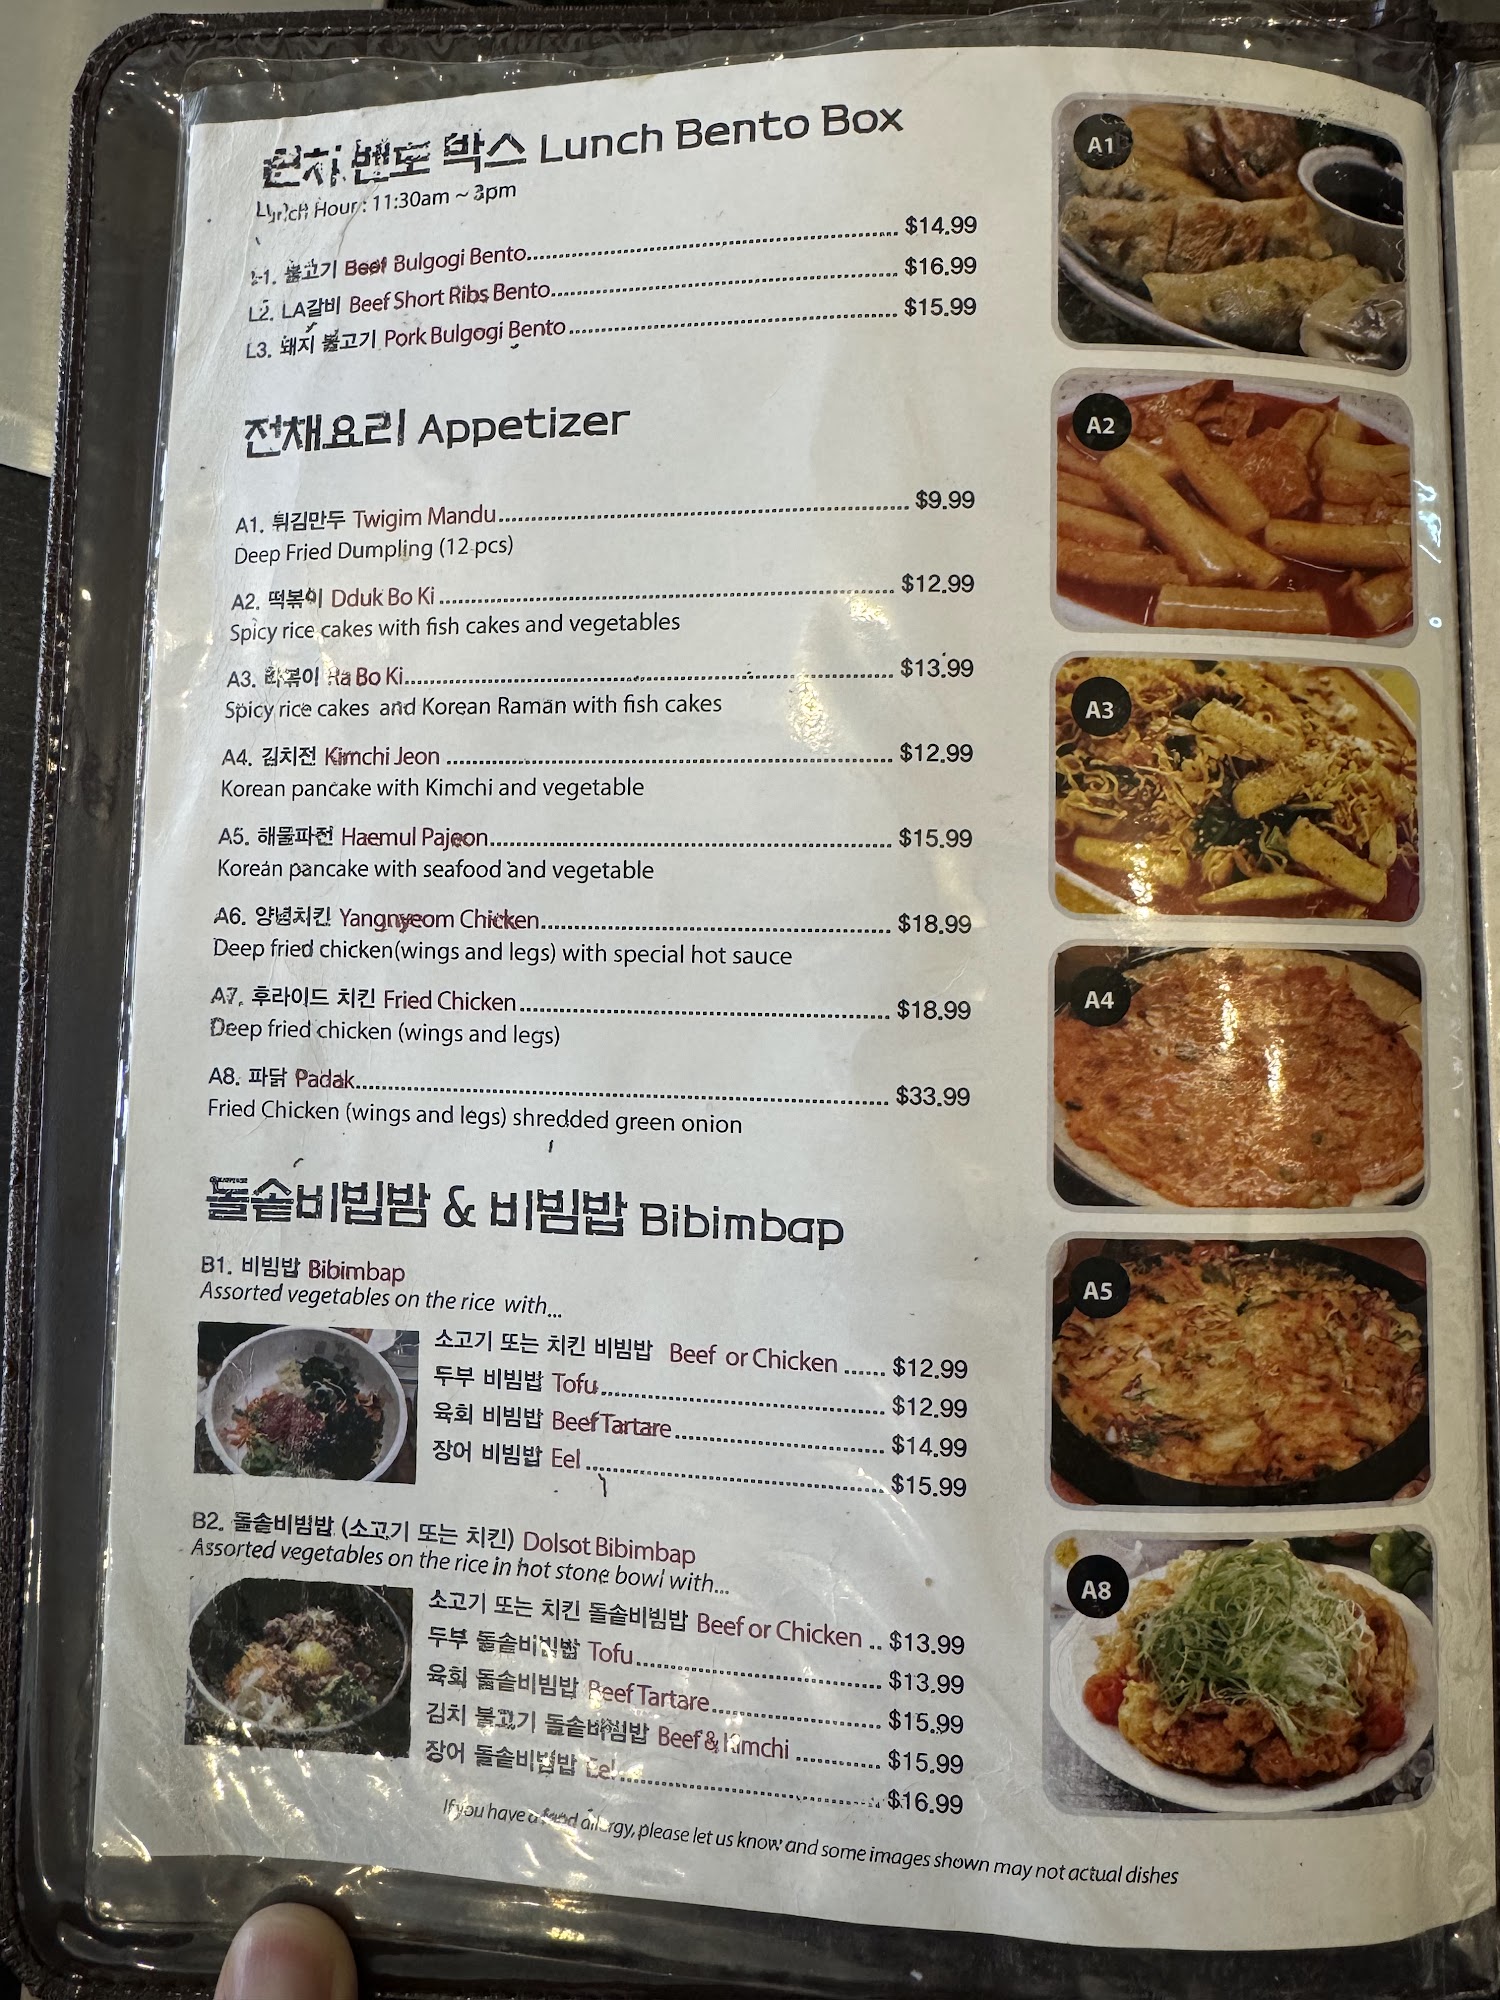 런치 벤또 박스 Lunch Bento Box
Lunch Hour: 11:30am ~ 3pm
L1. 불고기 Beef Bulgogi Bento $14.99
L2. LA갈비 Beef Short Ribs Bento $16.99
L3. 돼지 불고기 Pork Bulgogi Bento $15.99
전채요리 Appetizer
A1. 튀김만두 Twigim Mandu $9.99
Deep Fried Dumpling (12 pcs)
A2. 떡볶이 Dduk Bo Ki $12.99
Spicy rice cakes with fish cakes and vegetables
A3. 라볶이 Ra Bo Ki $13.99
Spicy rice cakes and Korean Raman with fish cakes
A4. 김치전 Kimchi Jeon $12.99
Korean pancake with Kimchi and vegetable
A5. 해물파전 Haemul Pajeon $15.99
Korean pancake with seafood and vegetable
A6. 양념치킨 Yangnyeom Chicken $18.99
Deep fried chicken(wings and legs) with special hot sauce
A7. 후라이드 치킨 Fried Chicken $18.99
Deep fried chicken (wings and legs)
A8. 파닭 Padak $33.99
Fried Chicken (wings and legs) shredded green onion
돌솥비빔밥 & 비빔밥 Bibimbap
B1. 비빔밥 Bibimbap
Assorted vegetables on the rice with...
소고기 또는 치킨 비빔밥 Beef or Chicken $12.99
두부 비빔밥 Tofu $12.99
육회 비빔밥 Beef Tartare $14.99
장어 비빔밥 Eel $15.99
B2. 돌솥비빔밥 (소고기 또는 치킨) Dolsot Bibimbap
Assorted vegetables on the rice in hot stone bowl with...
소고기 또는 치킨 돌솥비빔밥 Beef or Chicken $13.99
두부 돌솥비빔밥 Tofu $13.99
육회 돌솥비빔밥 Beef Tartare $15.99
김치 불고기 돌솥비빔밥 Beef & Kimchi $15.99
장어 돌솥비빔밥 Eel $16.99
If you have a food allergy, please let us know and some images shown may not actual dishes
A1
A2
A3
A4
A5
A8